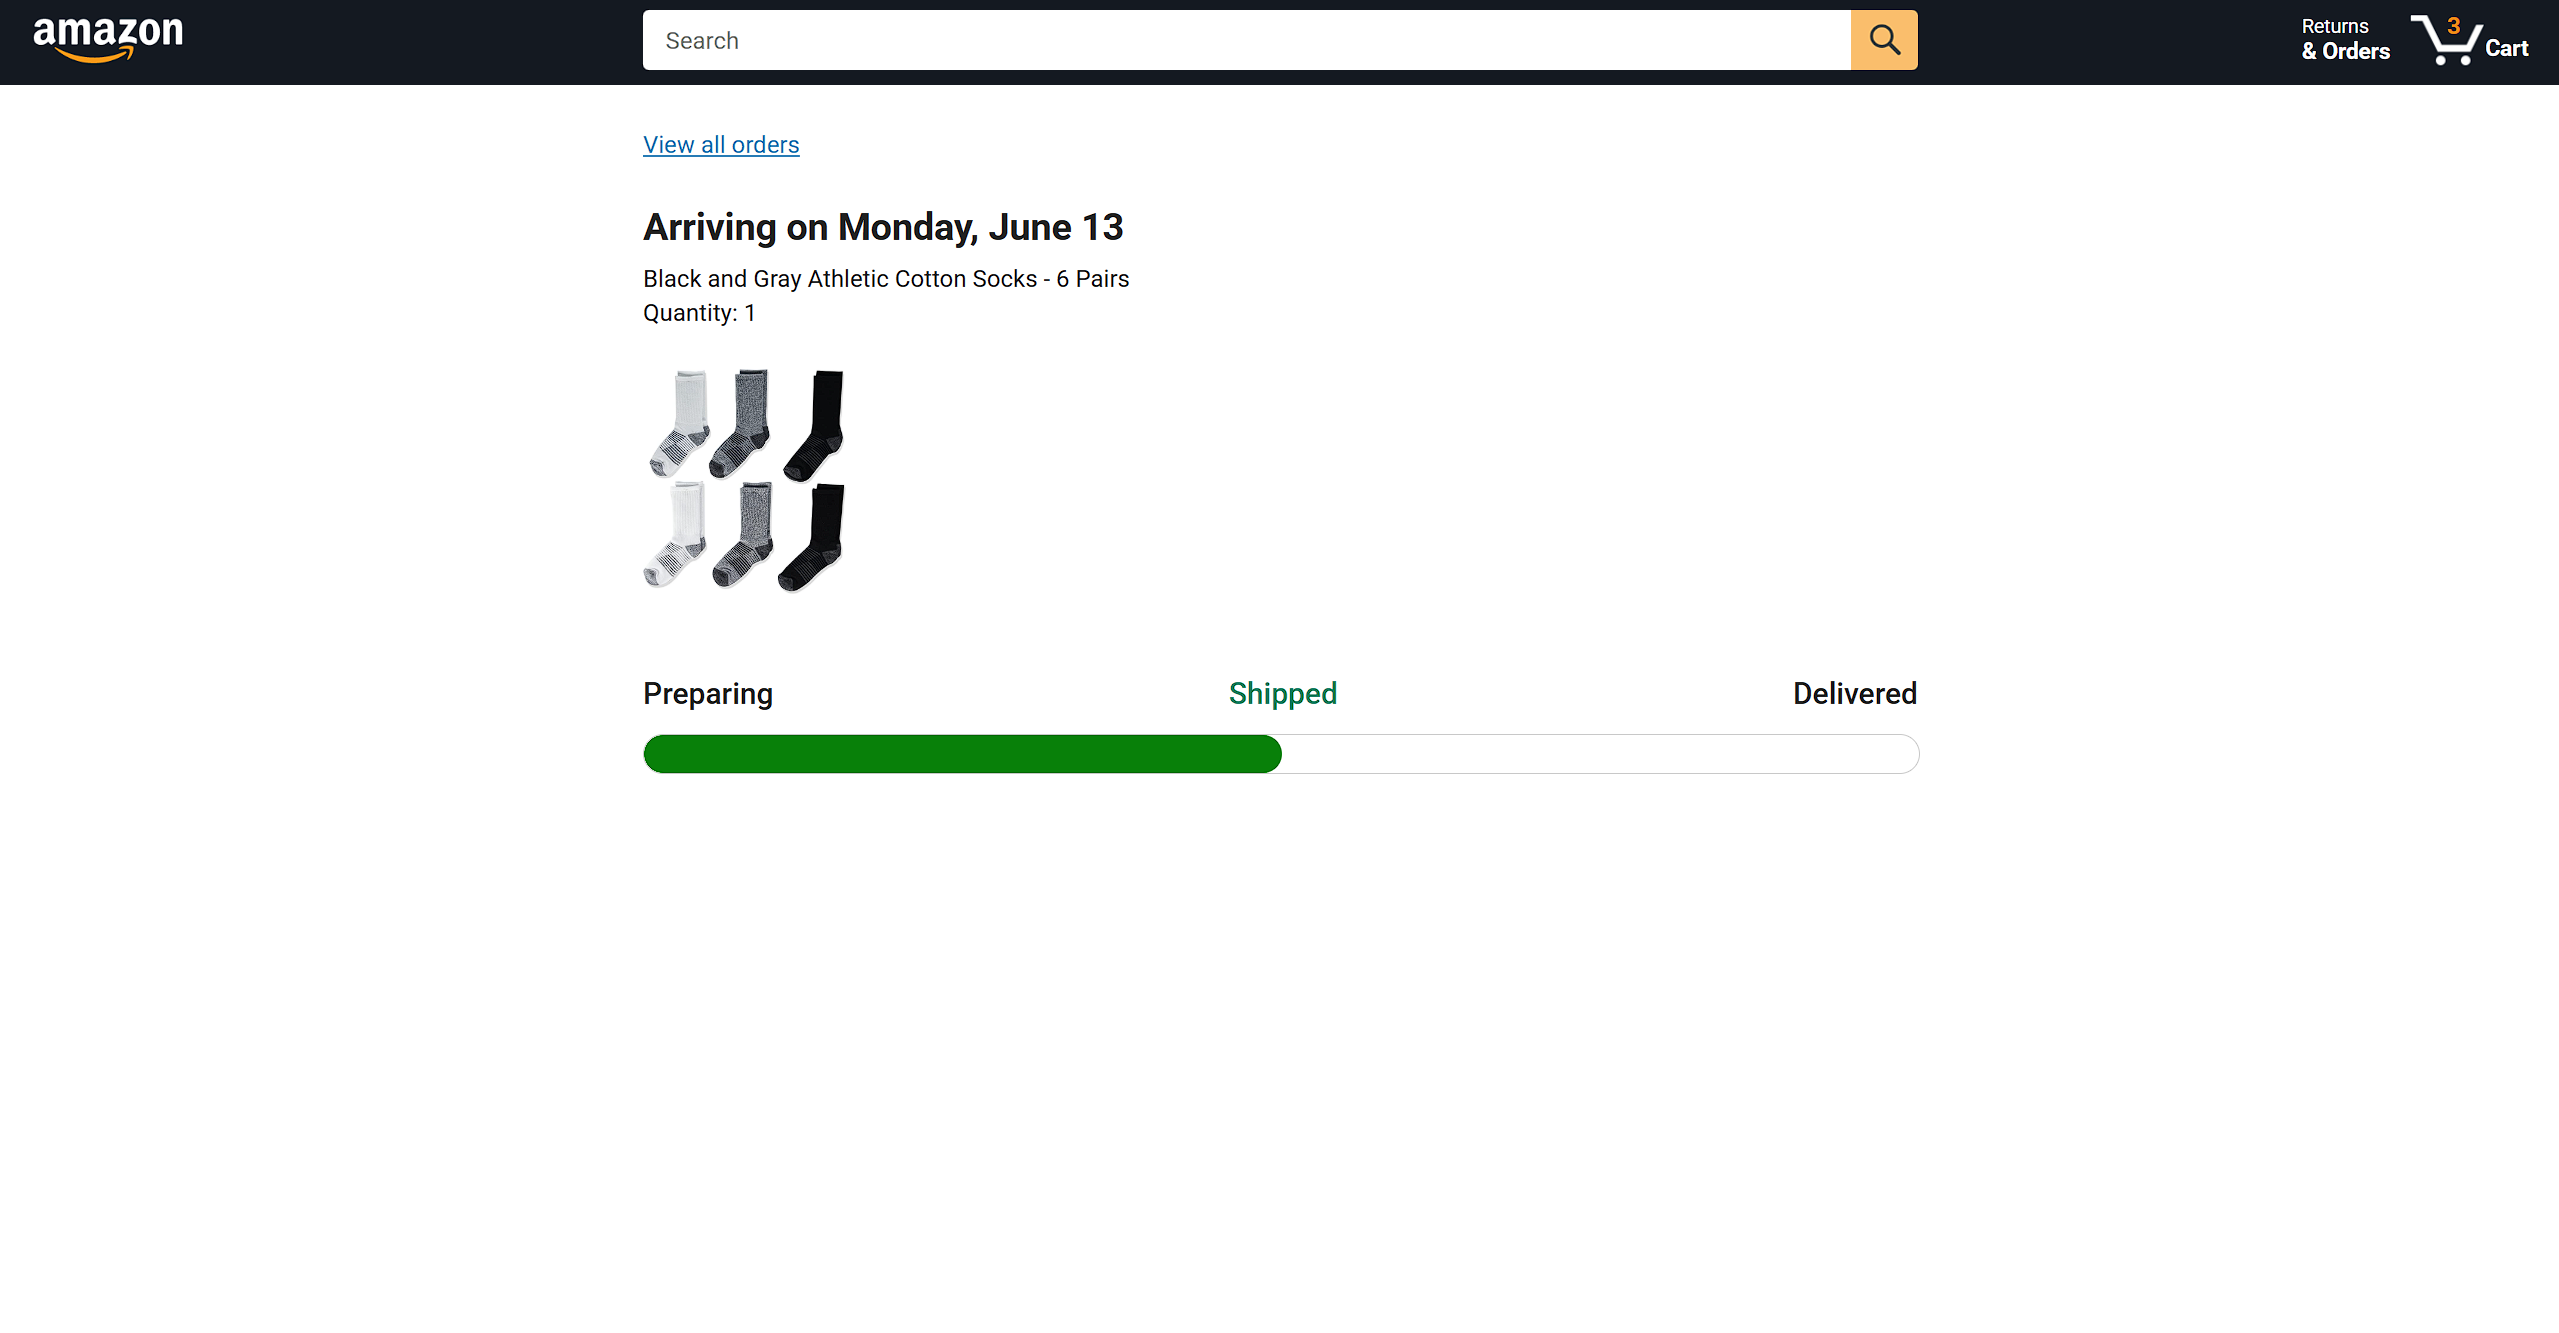 amazon
Search
Returns
& Orders
3
Cart
View all orders
Arriving on Monday, June 13
Black and Gray Athletic Cotton Socks - 6 Pairs
Quantity: 1
Preparing
Shipped
Delivered